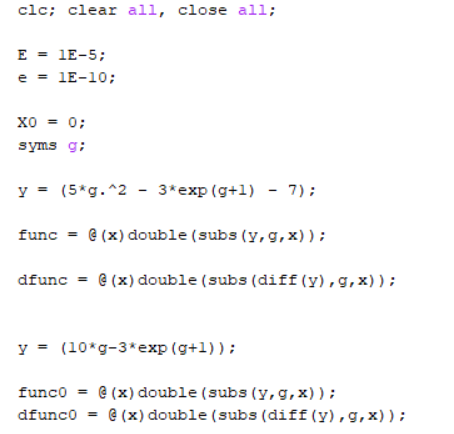 clc; clear all, close all;
E = 1E-5;
e = 1E-10;
X0 = 0;
syms g;
y = (5*g.^2 - 3*exp(g+1) - 7);
func = @(x)double(subs(y,g,x));
dfunc = @(x)double(subs(diff(y),g,x));
y = (10*g-3*exp(g+1));
func0 = @(x)double(subs(y,g,x));
dfunc0 = @(x)double(subs(diff(y),g,x));